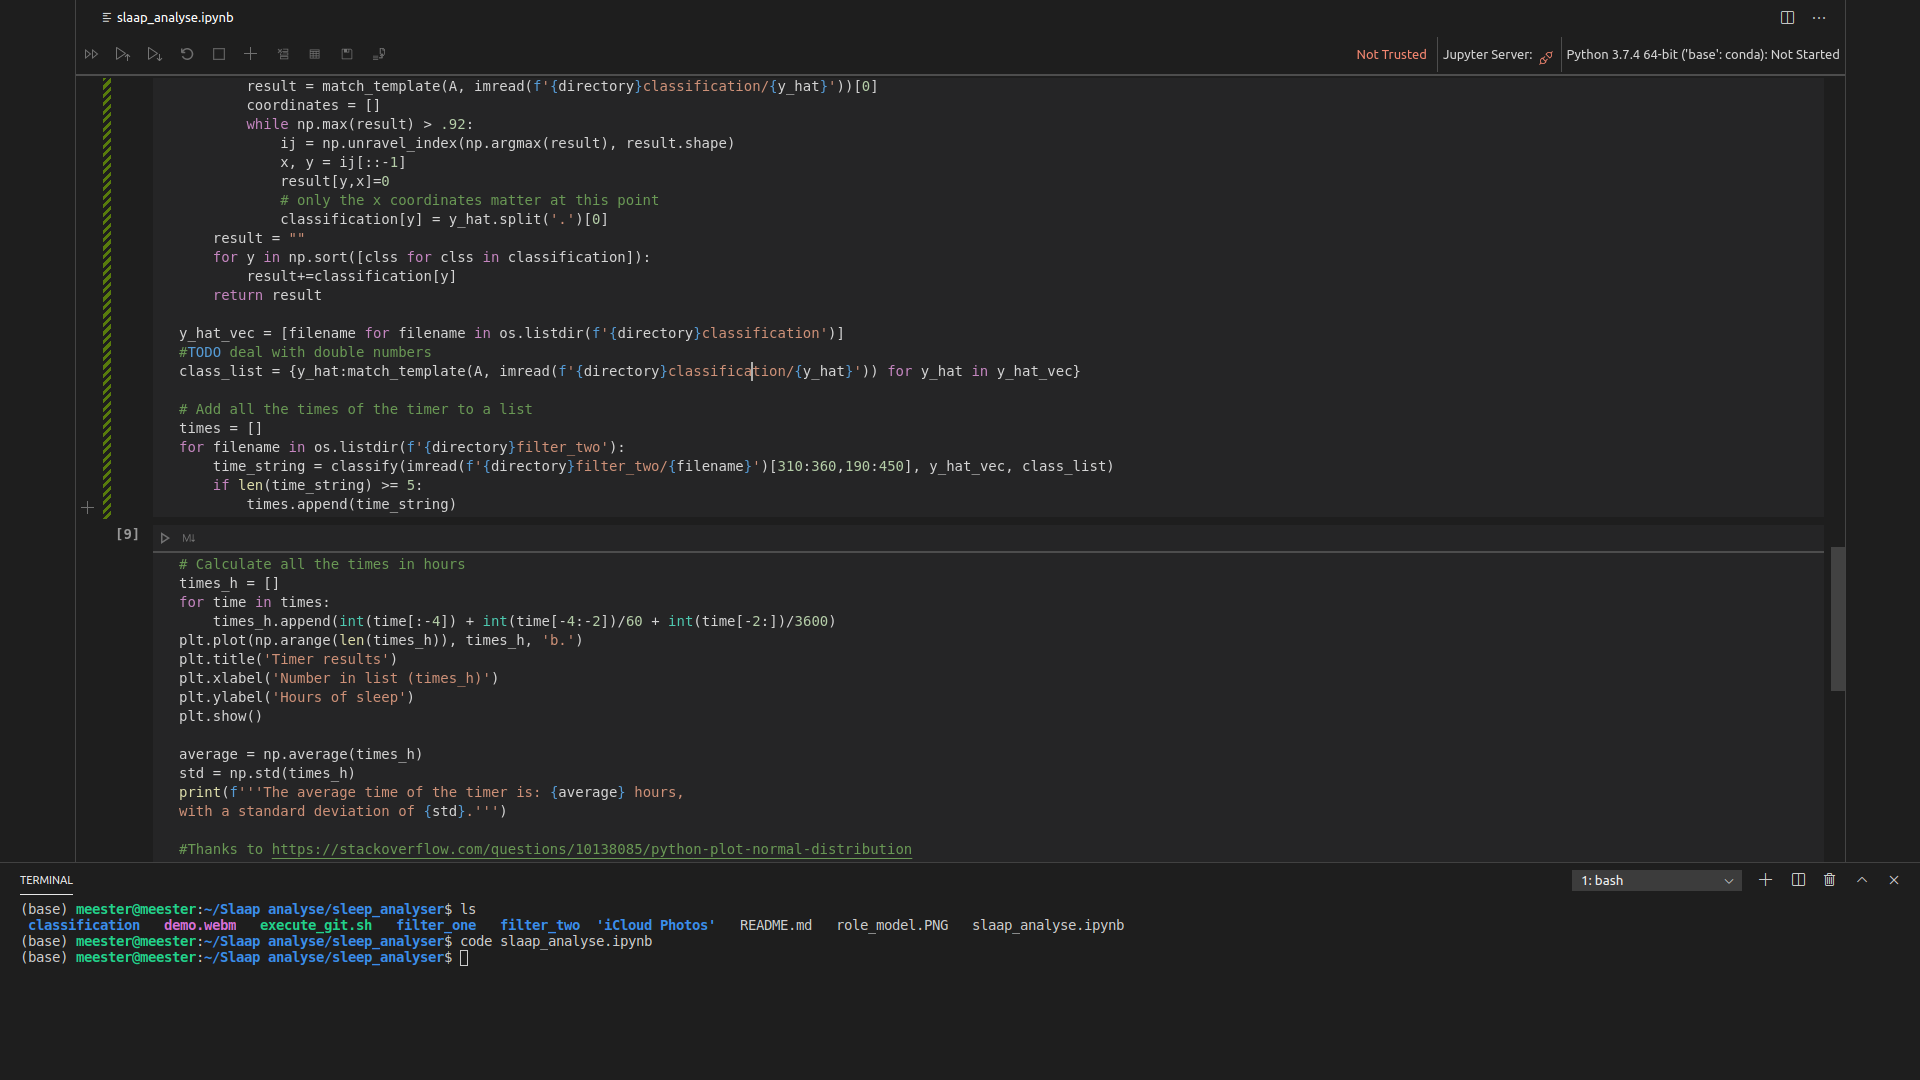 slaap_analyse.ipynb
Not Trusted
Jupyter Server:
Python 3.7.4 64-bit ('base': conda): Not Started
        result = match_template(A, imread(f'{directory}classification/{y_hat}'))[0]
        coordinates = []
        while np.max(result) > .92:
            ij = np.unravel_index(np.argmax(result), result.shape)
            x, y = ij[::-1]
            result[y,x]=0
            # only the x coordinates matter at this point
            classification[y] = y_hat.split('.')[0]
    result = ""
    for y in np.sort([clss for clss in classification]):
        result+=classification[y]
    return result
y_hat_vec = [filename for filename in os.listdir(f'{directory}classification')]
#TODO deal with double numbers
class_list = {y_hat:match_template(A, imread(f'{directory}classification/{y_hat}')) for y_hat in y_hat_vec}
# Add all the times of the timer to a list
times = []
for filename in os.listdir(f'{directory}filter_two'):
    time_string = classify(imread(f'{directory}filter_two/{filename}')[310:360,190:450], y_hat_vec, class_list)
    if len(time_string) >= 5:
        times.append(time_string)
[9]
M↓
# Calculate all the times in hours
times_h = []
for time in times:
    times_h.append(int(time[:-4]) + int(time[-4:-2])/60 + int(time[-2:])/3600)
plt.plot(np.arange(len(times_h)), times_h, 'b.')
plt.title('Timer results')
plt.xlabel('Number in list (times_h)')
plt.ylabel('Hours of sleep')
plt.show()
average = np.average(times_h)
std = np.std(times_h)
print(f'''The average time of the timer is: {average} hours,
with a standard deviation of {std}.''')
#Thanks to https://stackoverflow.com/questions/10138085/python-plot-normal-distribution
TERMINAL
1: bash
(base) meester@meester:~/Slaap analyse/sleep_analyser$ ls
classification demo.webm execute_git.sh filter_one filter_two 'iCloud Photos' README.md role_model.PNG slaap_analyse.ipynb
(base) meester@meester:~/Slaap analyse/sleep_analyser$ code slaap_analyse.ipynb
(base) meester@meester:~/Slaap analyse/sleep_analyser$